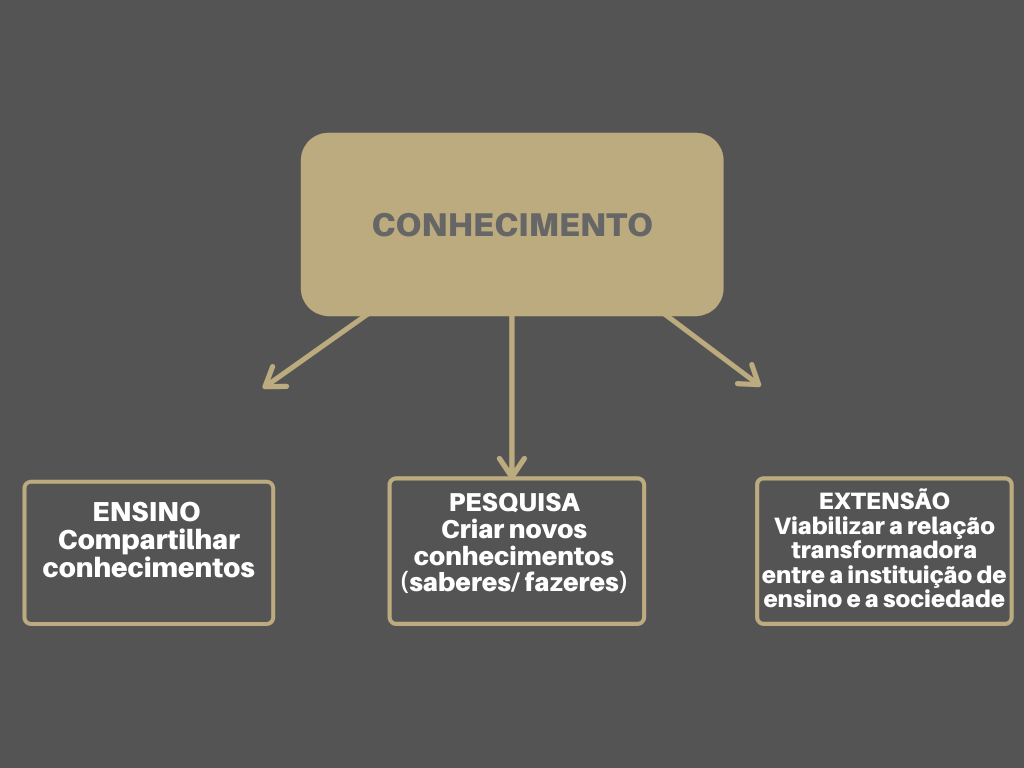 CONHECIMENTO
ENSINO
Compartilhar
conhecimentos
PESQUISA
Criar novos
conhecimentos
(saberes/ fazeres)
EXTENSÃO
Viabilizar a relação
transformadora
entre a instituição de
ensino e a sociedade